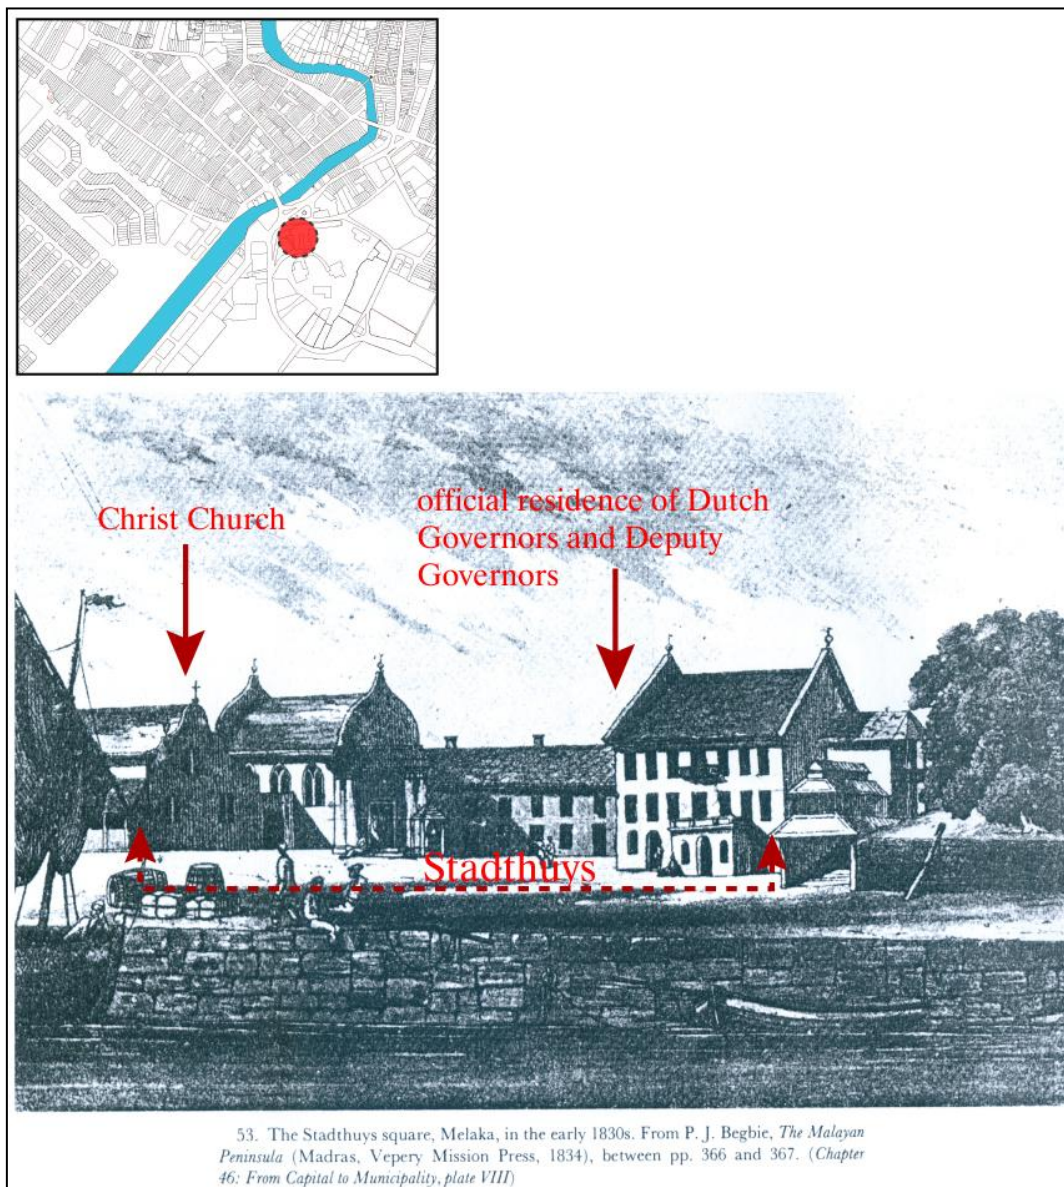 Christ Church
official residence of Dutch
Governors and Deputy
Governors
Stadthuys
53. The Stadthuys square, Melaka, in the early 1830s. From P. J. Begbie, The Malayan
Peninsula (Madras, Vepery Mission Press, 1834), between pp. 366 and 367. (Chapter
46: From Capital to Municipality, plate VIII)